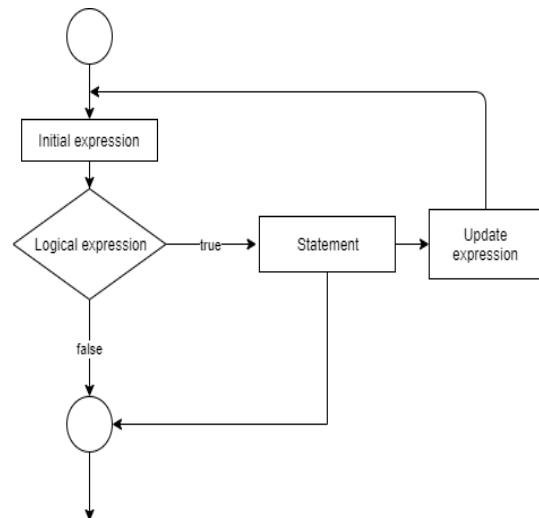 Initial expression
Logical expression
true
Statement
Update
expression
false